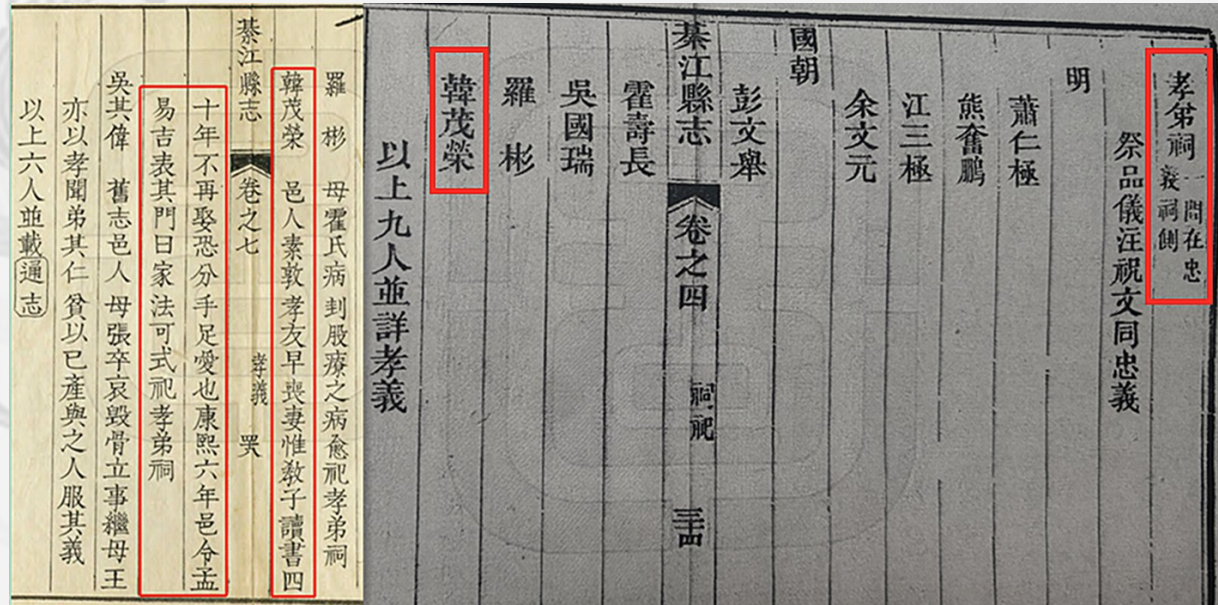 孝弟祠一間在忠義祠側
祭品儀注祝文同忠義
明
蕭仁極
熊奮鵬
江三極
余文元
國朝
彭文舉
綦江縣志 卷之四 祠祀 三十四
霍壽長
吳國瑞
羅彬
韓茂榮
以上九人並詳孝義
羅彬 母霍氏病刲股療之病愈祀孝弟祠
韓茂榮 邑人素敦孝友早喪妻惟教子讀書四
綦江縣志 卷之七 孝義
十年不再娶恐分手足愛也康熙六年邑令孟
易吉表其門曰家法可式祀孝弟祠
吳其偉 舊志邑人母張卒哀毀骨立事繼母王
亦以孝聞弟其仁貧以已產與之人服其義
以上六人並載通志